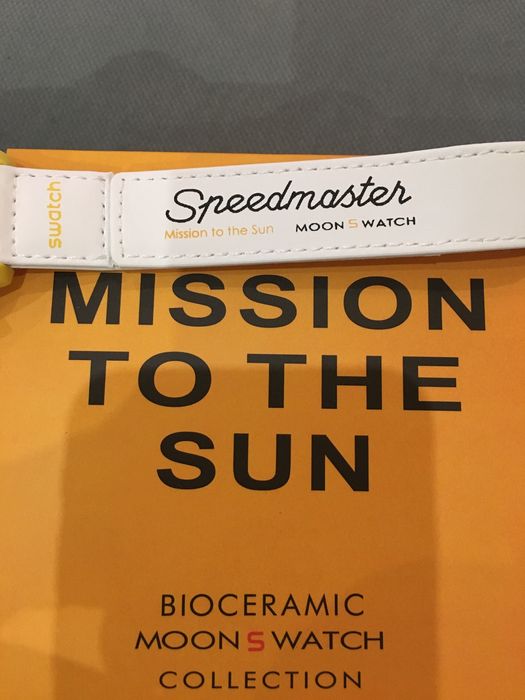 swatch
Speedmaster
Mission to the Sun MOON S WATCH
MISSION
TO THE
SUN
BIOCERAMIC
MOON S WATCH
COLLECTION